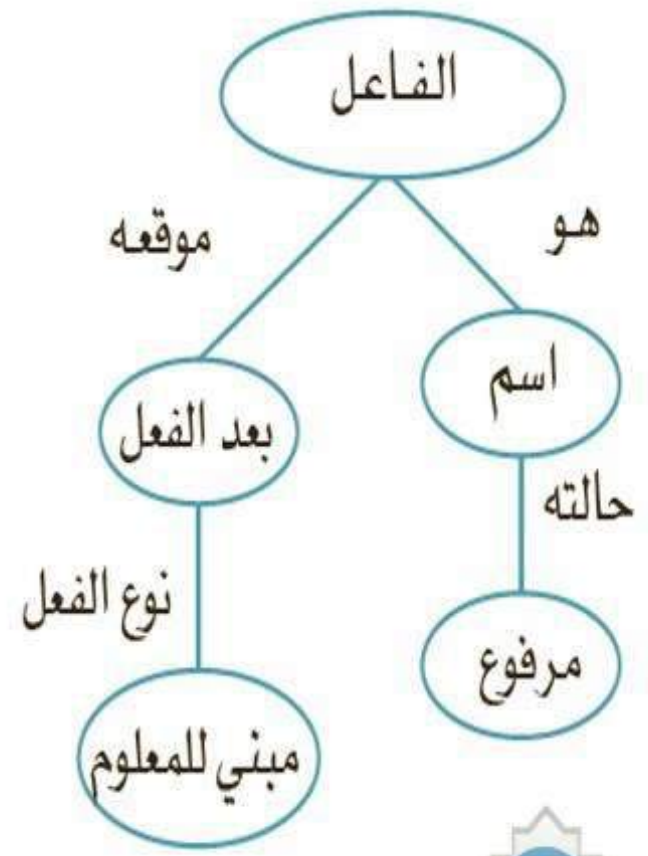 الفاعل
هو
موقعه
اسم
بعد الفعل
حالته
نوع الفعل
مرفوع
مبني للمعلوم